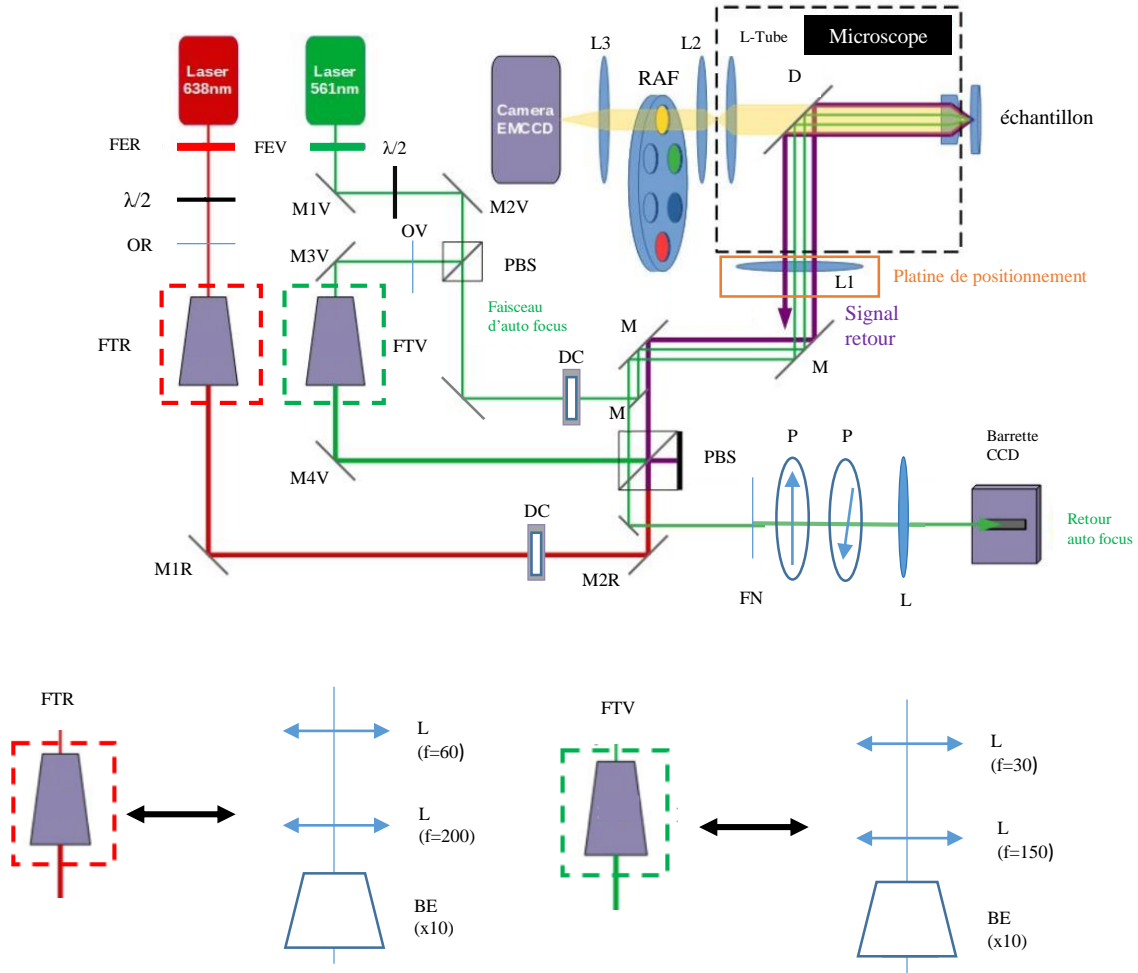 L-Tube
Microscope
L3
L2
RAF
D
Laser
638nm
Laser
561nm
Camera
EMCCD
échantillon
FER
FEV
λ/2
λ/2
M1V
M2V
OR
OV
M3V
PBS
L1
Platine de positionnement
Faisceau
d'auto focus
Signal
retour
FTR
FTV
M
DC
M
M
M4V
PBS
P
P
Barrette
CCD
DC
Retour
auto focus
M1R
M2R
FN
L
FTR
L
(f=60)
L
(f=200)
BE
(x10)
FTV
L
(f=30)
L
(f=150)
BE
(x10)